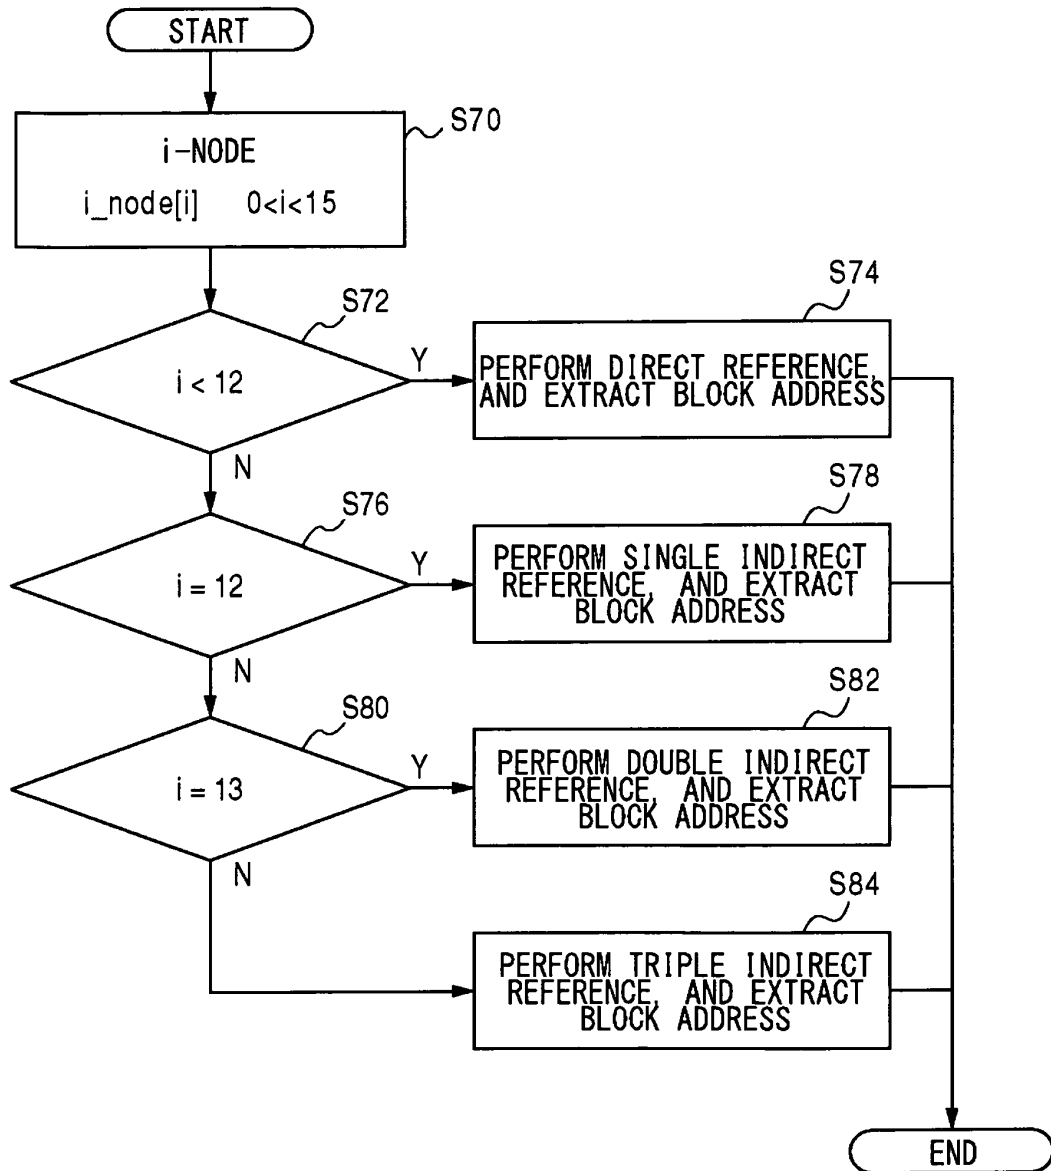 START
S70
i-NODE
i_node[i] 0<i<15
S72
i < 12
Y
N
S74
PERFORM DIRECT REFERENCE,
AND EXTRACT BLOCK ADDRESS
S76
i = 12
Y
N
S78
PERFORM SINGLE INDIRECT
REFERENCE, AND EXTRACT
BLOCK ADDRESS
S80
i = 13
Y
N
S82
PERFORM DOUBLE INDIRECT
REFERENCE, AND EXTRACT
BLOCK ADDRESS
S84
PERFORM TRIPLE INDIRECT
REFERENCE, AND EXTRACT
BLOCK ADDRESS
END